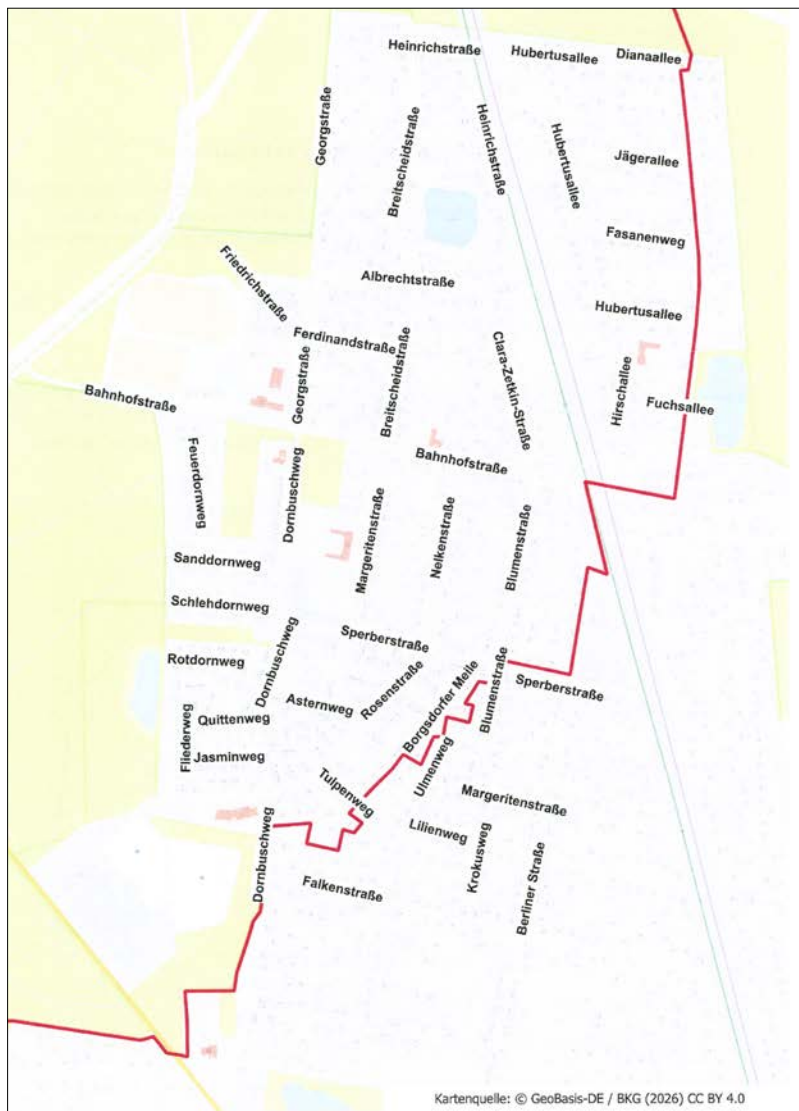 Heinrichstraße
Hubertusallee
Dianaallee
Georgstraße
Breitscheidstraße
Heinrichstraße
Hubertusallee
Jägerallee
Fasanenweg
Friedrichstraße
Albrechtstraße
Hubertusallee
Ferdinandstraße
Georgstraße
Breitscheidstraße
Clara-Zetkin-Straße
Hirschallee
Fuchsallee
Bahnhofstraße
Feuerdornweg
Dornbuschweg
Bahnhofstraße
Margeritenstraße
Nelkenstraße
Blumenstraße
Sanddornweg
Schlehdornweg
Sperberstraße
Rotdornweg
Dornbuschweg
Asternweg
Rosenstraße
Borgsdorfer Meile
Blumenstraße
Sperberstraße
Fliederweg
Quittenweg
Jasminweg
Tulpenweg
Ulmenweg
Margeritenstraße
Lilienweg
Krokusweg
Berliner Straße
Dornbuschweg
Falkenstraße
Kartenquelle: © GeoBasis-DE / BKG (2026) CC BY 4.0